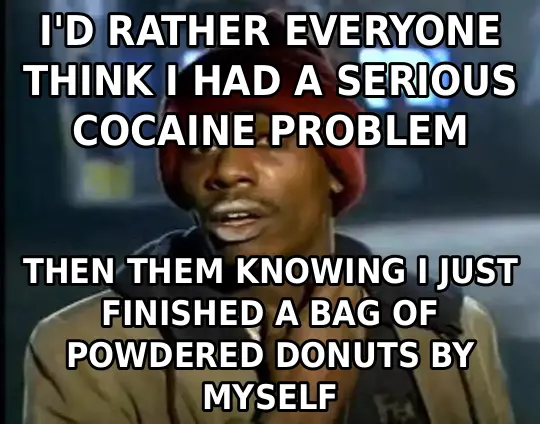 I'D RATHER EVERYONE
THINK I HAD A SERIOUS
COCAINE PROBLEM
THEN THEM KNOWING I JUST
FINISHED A BAG OF
POWDERED DONUTS BY
MYSELF